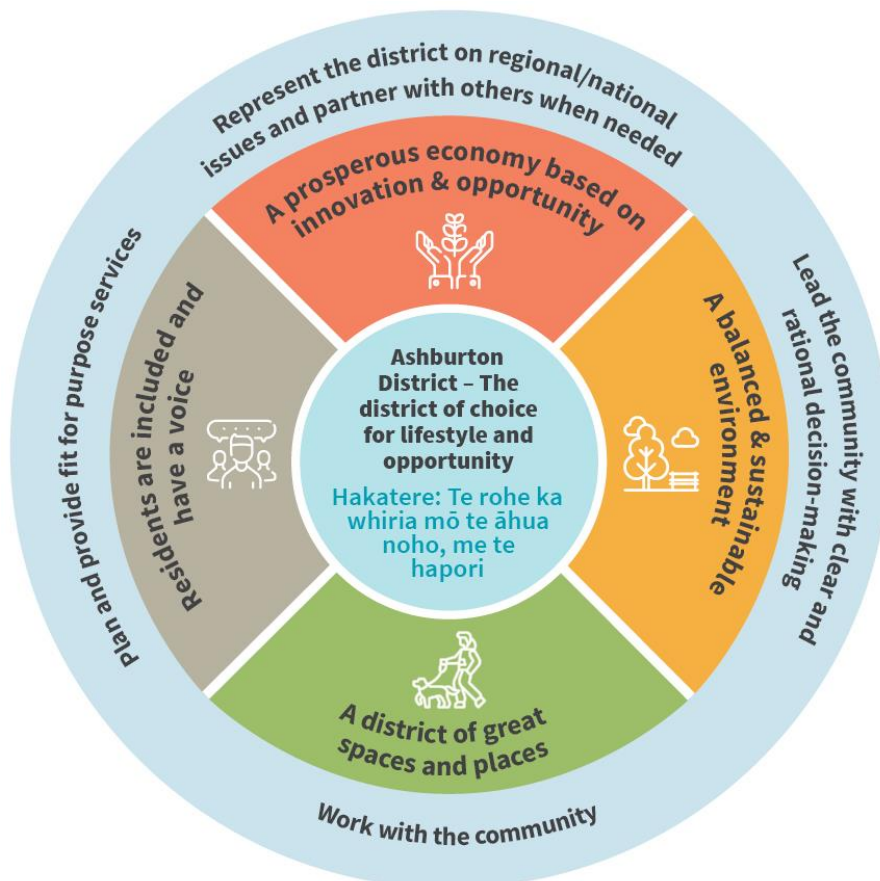 Represent the district on regional/national
issues and partner with others when needed
A prosperous economy based on
innovation & opportunity
Plan and provide fit for purpose services
Residents are included and
have a voice
Ashburton
District – The
district of choice
for lifestyle and
opportunity
Hakatere: Te rohe ka
whiria mō te āhua
noho, me te
hapori
A balanced & sustainable
environment
Lead the community with clear and
rational decision-making
A district of great
spaces and places
Work with the community